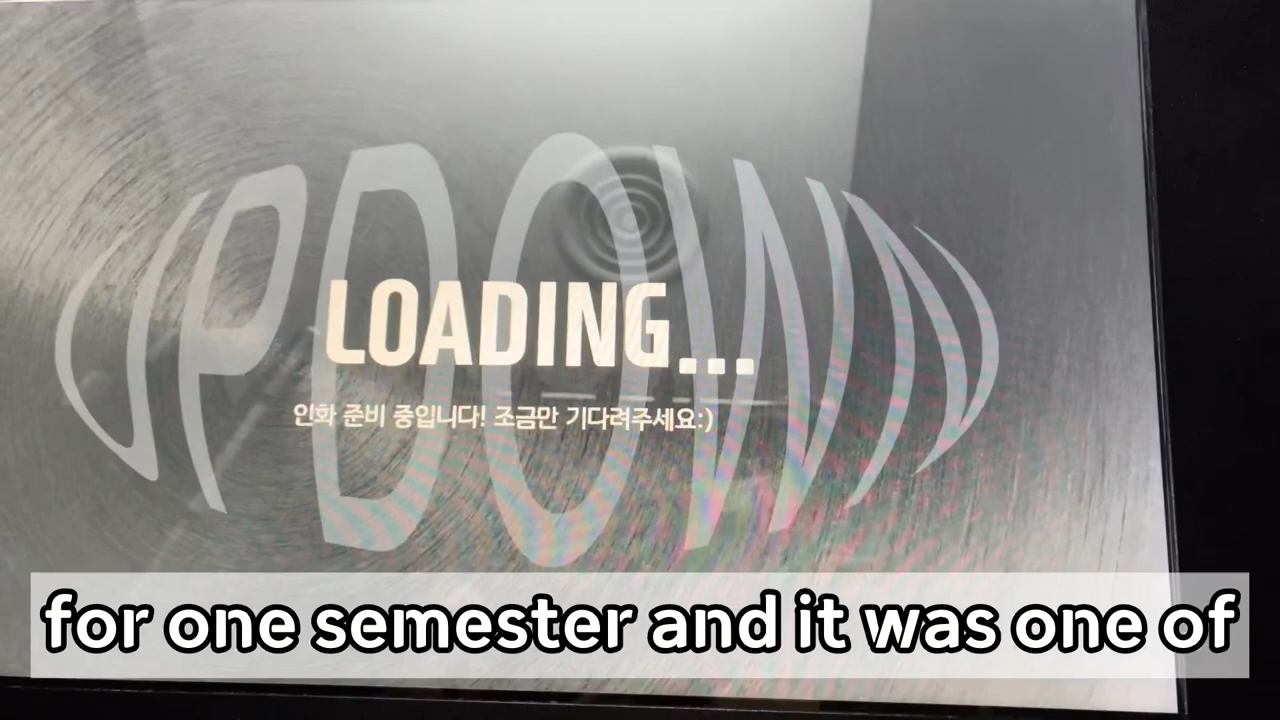 UPDOWN
LOADING...
인화 준비 중입니다! 조금만 기다려주세요:)
for one semester and it was one of